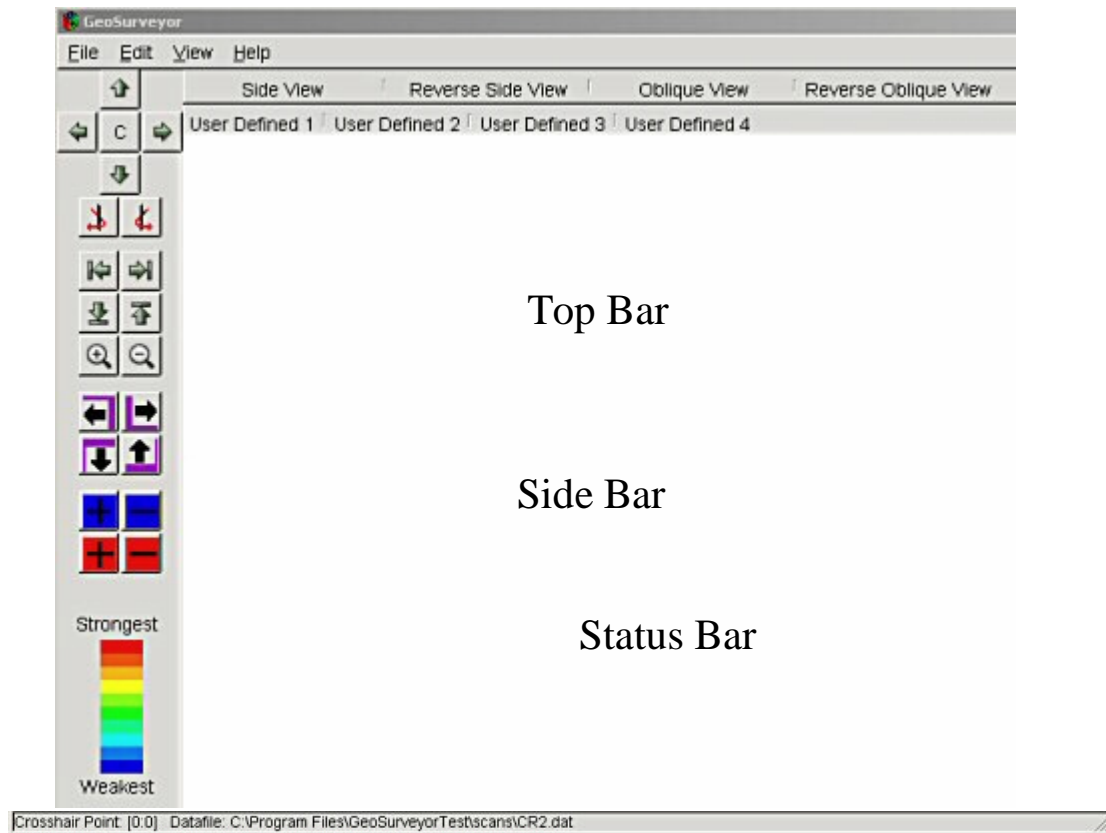 GeoSurveyor
File Edit View Help
Side View Reverse Side View Oblique View Reverse Oblique View
C User Defined 1 User Defined 2 User Defined 3 User Defined 4
Top Bar
Side Bar
Strongest
Status Bar
Weakest
Crosshair Point: [0:0] Datafile: C:\Program Files\GeoSurveyorTest\scans\CR2.dat